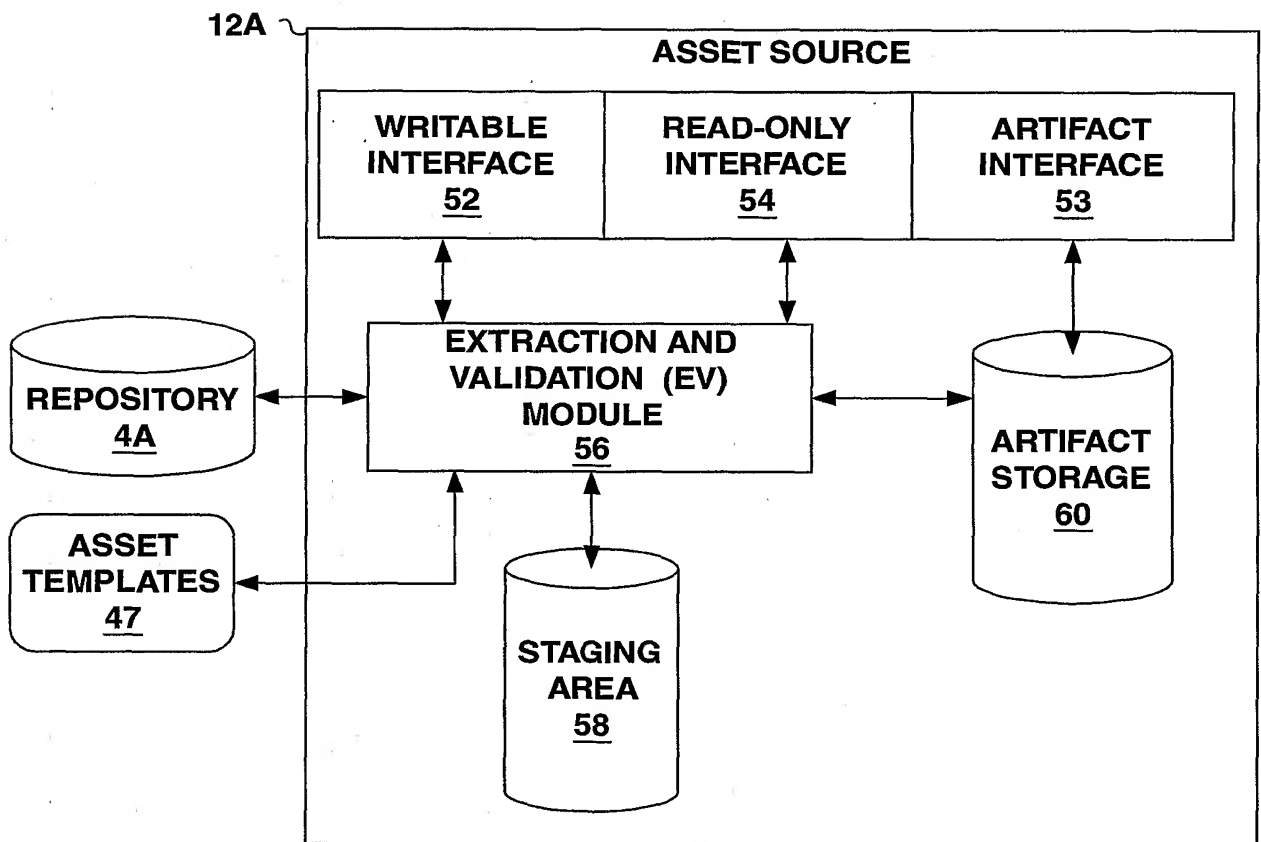 12A
ASSET SOURCE
WRITABLE
INTERFACE
52
READ-ONLY
INTERFACE
54
ARTIFACT
INTERFACE
53
EXTRACTION AND
VALIDATION (EV)
MODULE
56
REPOSITORY
4A
ARTIFACT
STORAGE
60
ASSET
TEMPLATES
47
STAGING
AREA
58